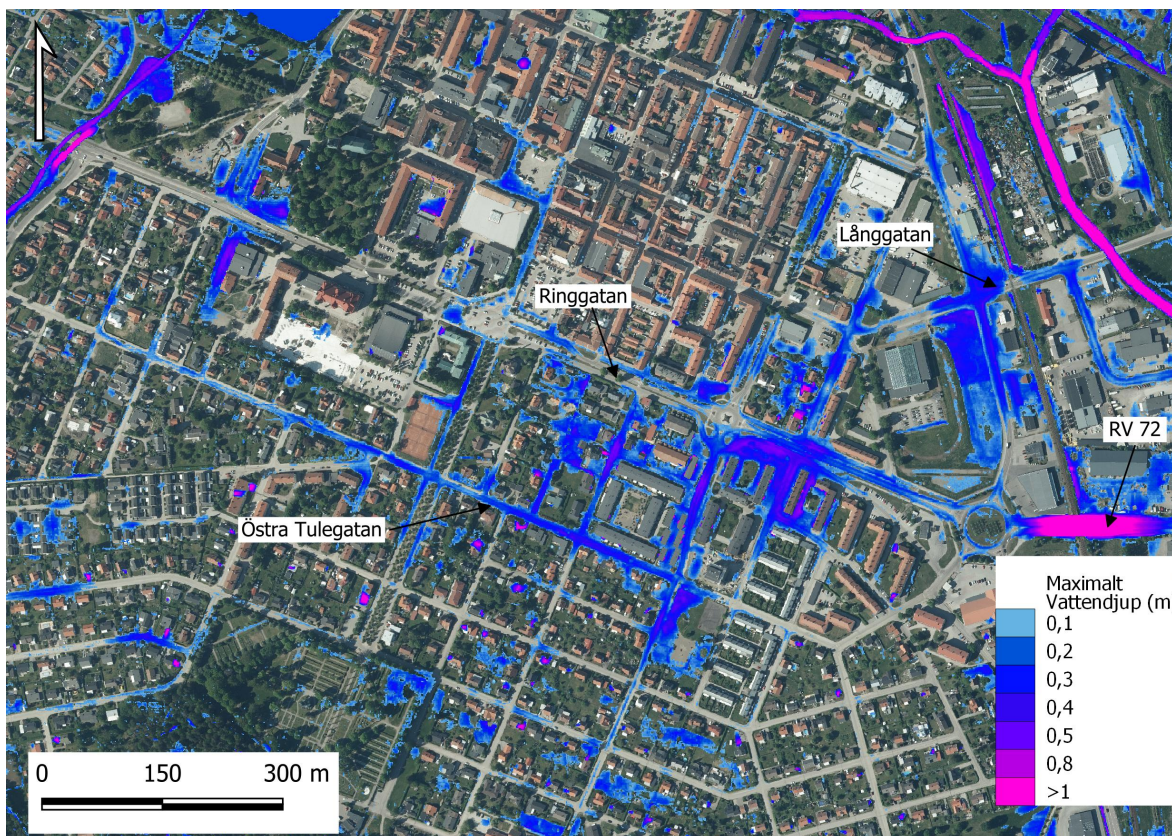 Långgatan
Ringgatan
RV 72
Östra Tulegatan
Maximalt
Vattendjup (m
0,1
0,2
0,3
0,4
0,5
0,8
>1
0 150 300 m